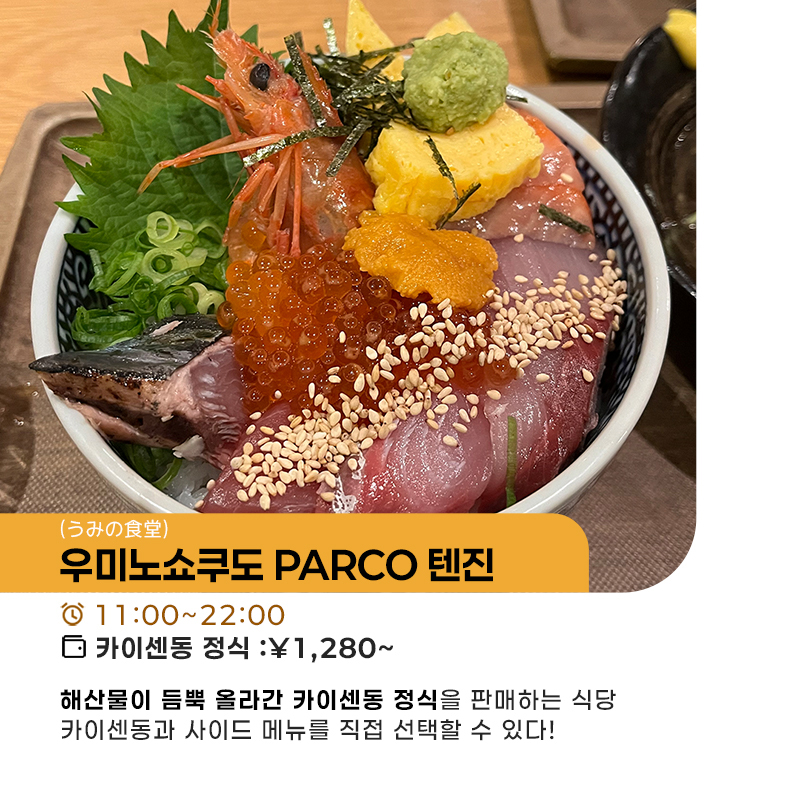 (うみの食堂)
우미노쇼쿠도 PARCO 텐진
11:00~22:00
카이센동 정식 :¥1,280~
해산물이 듬뿍 올라간 카이센동 정식을 판매하는 식당
카이센동과 사이드 메뉴를 직접 선택할 수 있다!